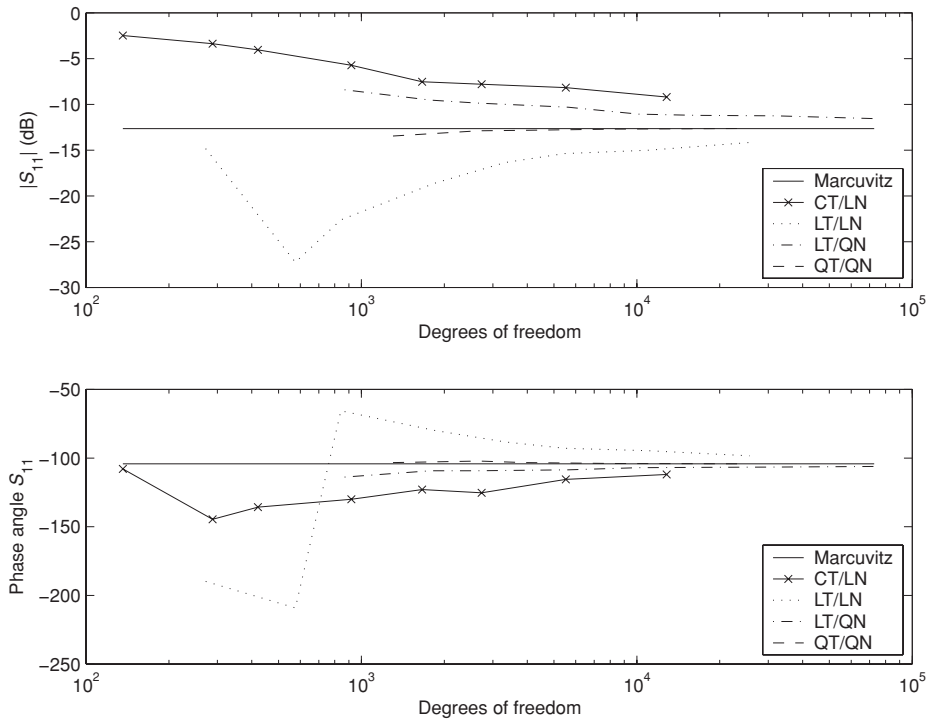 0
−5
−10
−15
−20
−25
−30
|S11| (dB)
10^2
10^3
10^4
10^5
Degrees of freedom
Marcuvitz
CT/LN
LT/LN
LT/QN
QT/QN
−50
−100
−150
−200
−250
Phase angle S11
10^2
10^3
10^4
10^5
Degrees of freedom
Marcuvitz
CT/LN
LT/LN
LT/QN
QT/QN